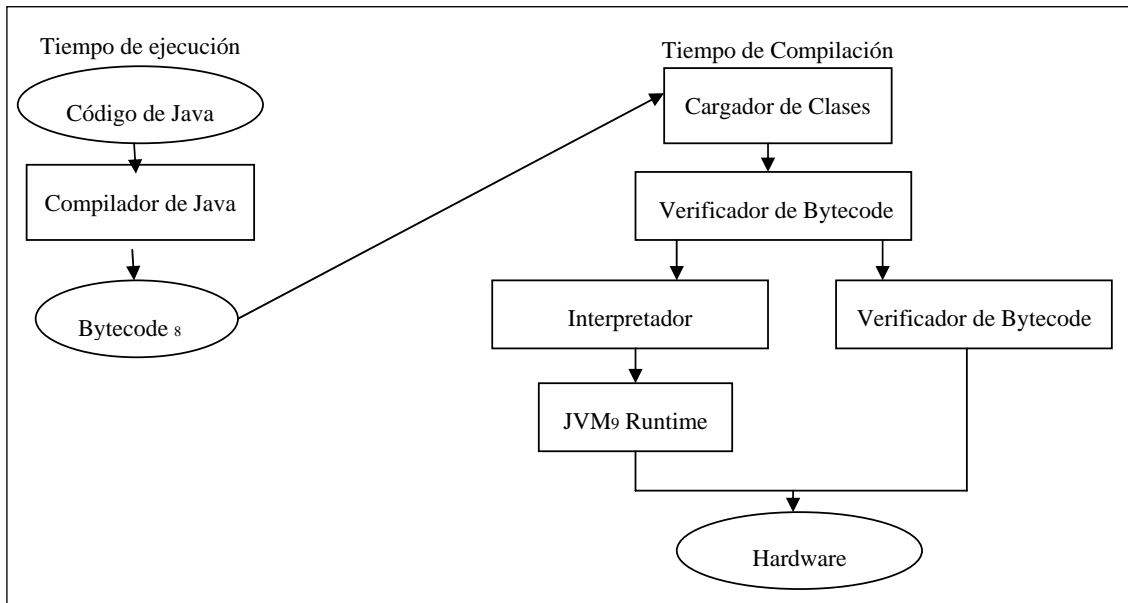 Tiempo de ejecución
Código de Java
Compilador de Java
Bytecode 8
Tiempo de Compilación
Cargador de Clases
Verificador de Bytecode
Interpretador
Verificador de Bytecode
JVM9 Runtime
Hardware